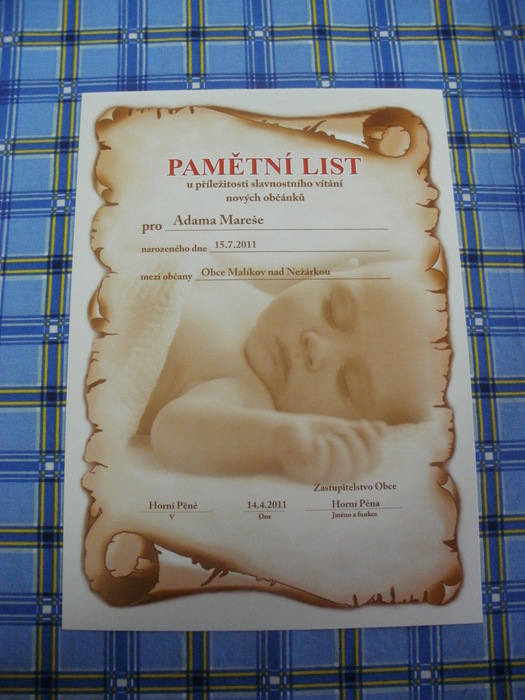 PAMĚTNÍ LIST
u příležitosti slavnostního vítání
nových občánků
pro Adama Mareše
narozeného dne 15.7.2011
mezi občany Obce Malíkov nad Nežárkou
Zastupitelstvo Obce
Horní Pěně 14.4.2011 Horní Pěna
V Dne Jméno a funkce